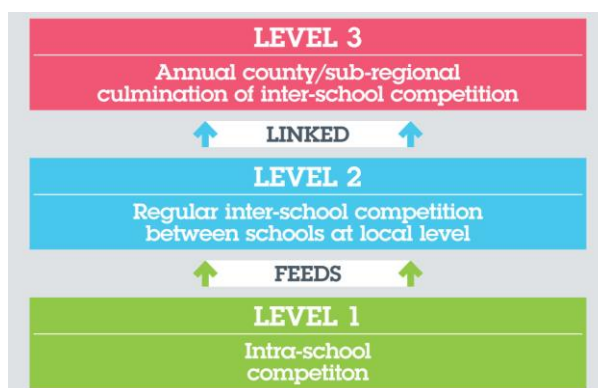 LEVEL 3
Annual county/sub-regional
culmination of inter-school competition
LINKED
LEVEL 2
Regular inter-school competition
between schools at local level
FEEDS
LEVEL 1
Intra-school
competiton